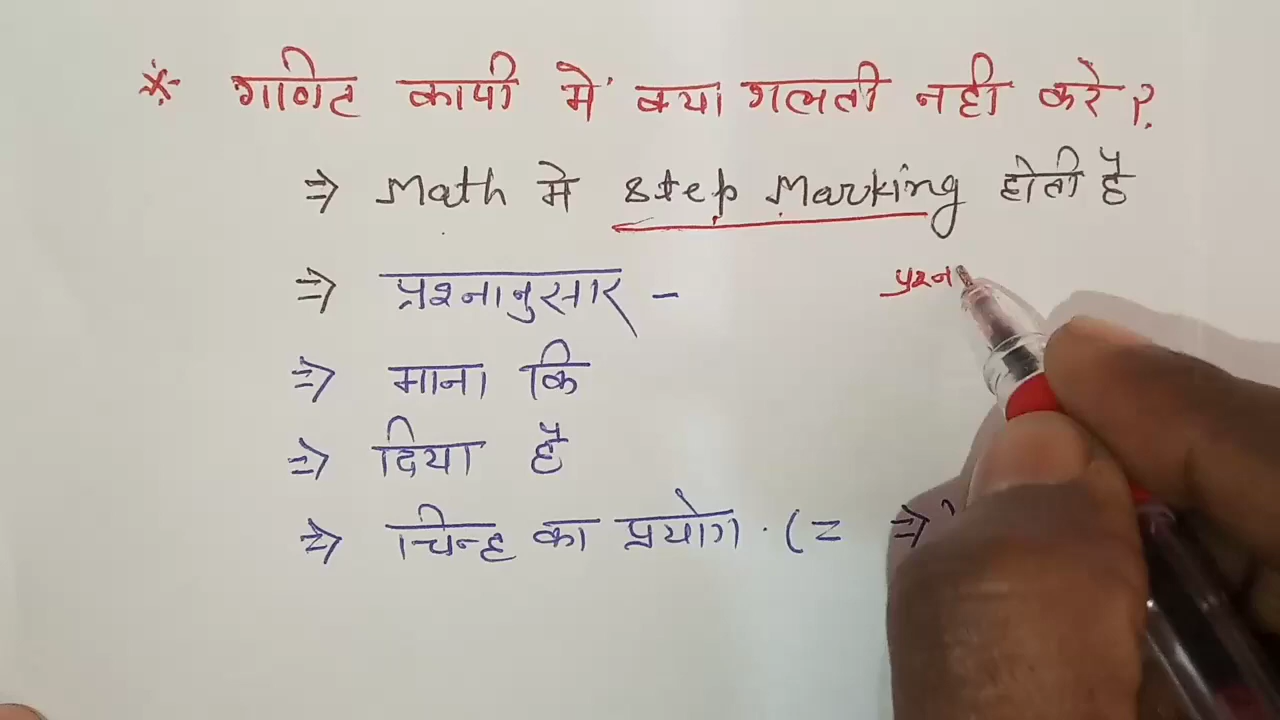 * गणित कापी में क्या गलती नही करे ?
⇒ Math मे Step Marking होती है
⇒ प्रश्नानुसार -
प्रश्न
⇒ माना कि
⇒ दिया है
⇒ चिन्ह का प्रयोग . ( = ⇒